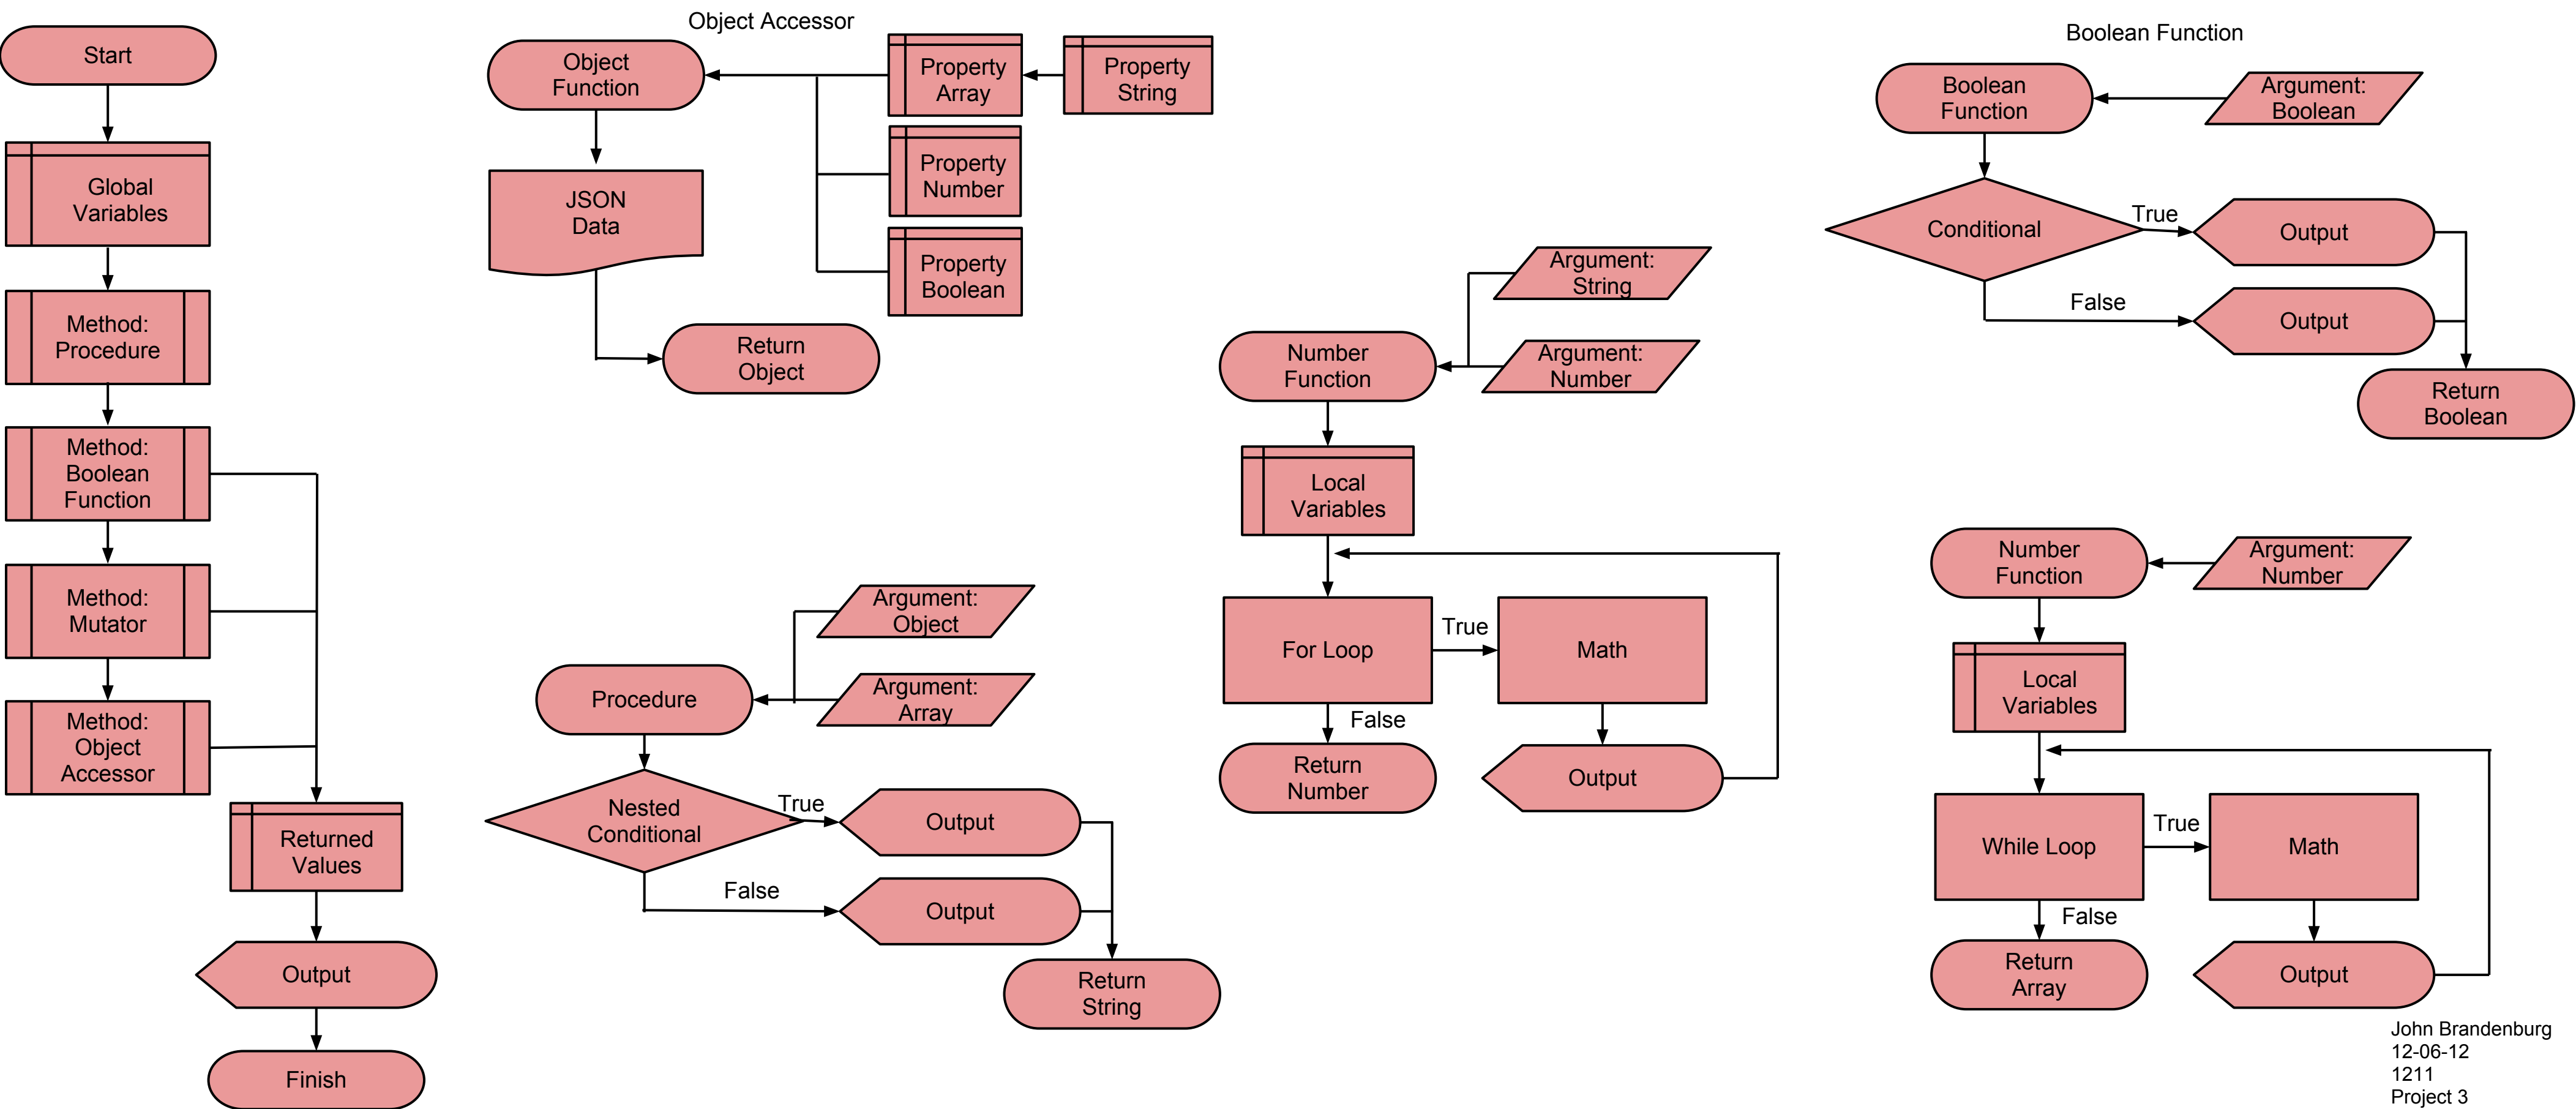 Start
Global
Variables
Method:
Procedure
Method:
Boolean
Function
Method:
Mutator
Method:
Object
Accessor
Returned
Values
Output
Finish
Object Accessor
Object
Function
Property
Array
Property
String
Property
Number
Property
Boolean
JSON
Data
Return
Object
Argument:
Object
Argument:
Array
Procedure
Nested
Conditional
True
Output
False
Output
Return
String
Argument:
String
Argument:
Number
Number
Function
Local
Variables
For Loop
True
Math
False
Return
Number
Output
Boolean Function
Boolean
Function
Argument:
Boolean
Conditional
True
Output
False
Output
Return
Boolean
Number
Function
Argument:
Number
Local
Variables
While Loop
True
Math
False
Return
Array
Output
John Brandenburg
12-06-12
1211
Project 3